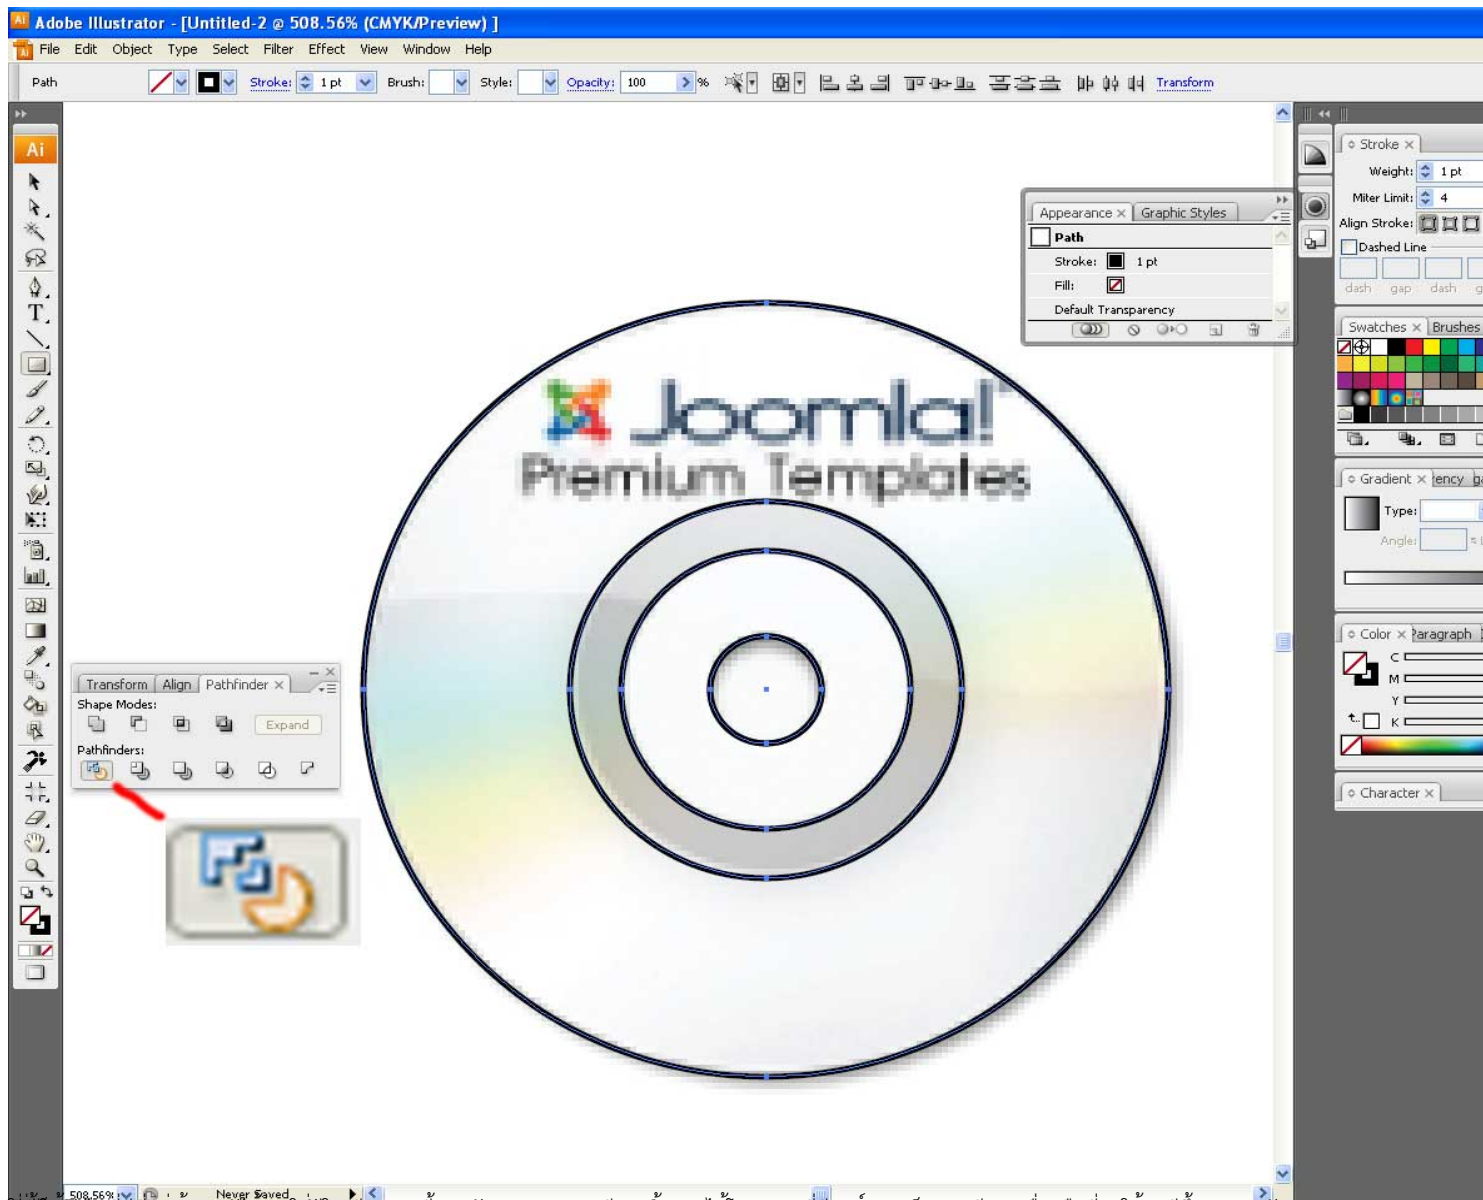 Adobe Illustrator - [Untitled-2 @ 508.56% (CMYK/Preview) ]
File Edit Object Type Select Filter Effect View Window Help
Path Stroke: 1 pt Brush: Style: Opacity: 100 % Transform
Ai
Stroke
Weight: 1 pt
Miter Limit: 4
Align Stroke:
Dashed Line
dash gap dash
Appearance Graphic Styles
Path
Stroke: 1 pt
Fill:
Default Transparency
Swatches Brushes
Joomla!
Premium Templates
Gradient
Type:
Angle:
Color Paragraph
C
M
Y
K
Transform Align Pathfinder
Shape Modes:
Expand
Pathfinders:
Character
508.56% Never Saved